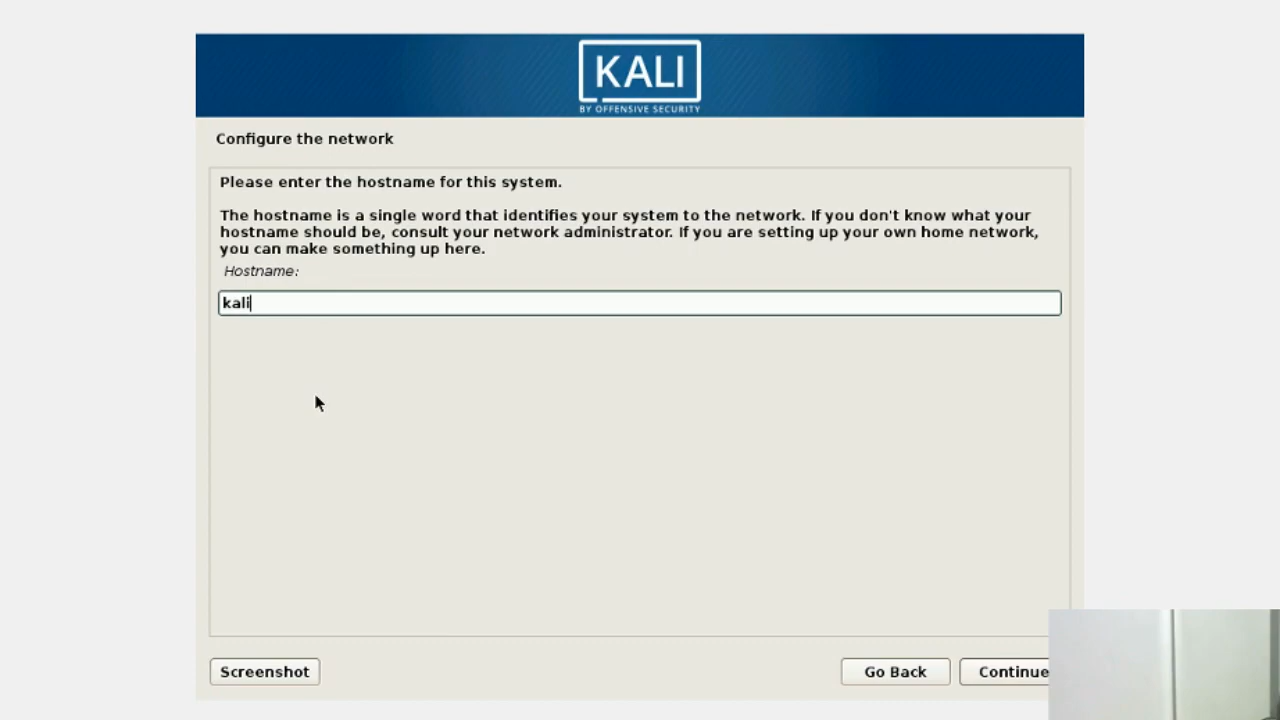 KALI
BY OFFENSIVE SECURITY
Configure the network
Please enter the hostname for this system.
The hostname is a single word that identifies your system to the network. If you don't know what your
hostname should be, consult your network administrator. If you are setting up your own home network,
you can make something up here.
Hostname:
kali
Screenshot
Go Back
Continue